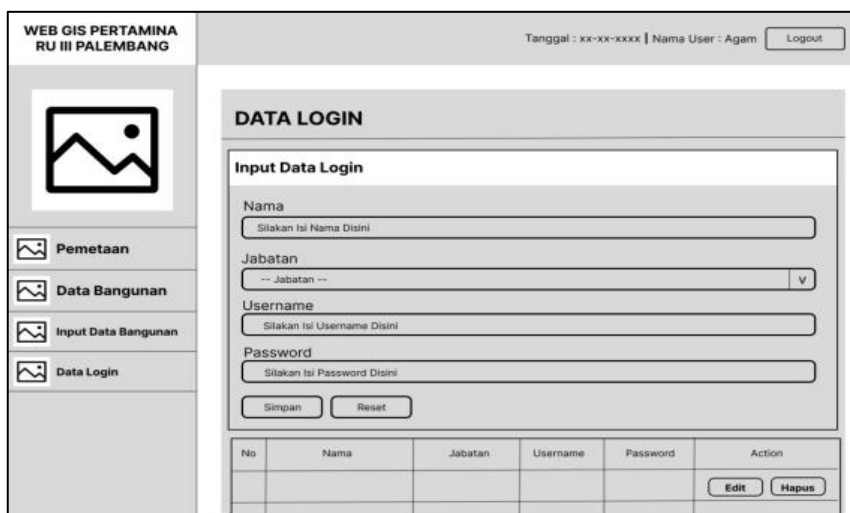 WEB GIS PERTAMINA
RU III PALEMBANG
Tanggal : xx-xx-xxxx | Nama User : Agam
Logout
Pemetaan
Data Bangunan
Input Data Bangunan
Data Login
DATA LOGIN
Input Data Login
Nama
Silakan Isi Nama Disini
Jabatan
-- Jabatan --
v
Username
Silakan Isi Username Disini
Password
Silakan Isi Password Disini
Simpan Reset
No Nama Jabatan Username Password Action
Edit Hapus